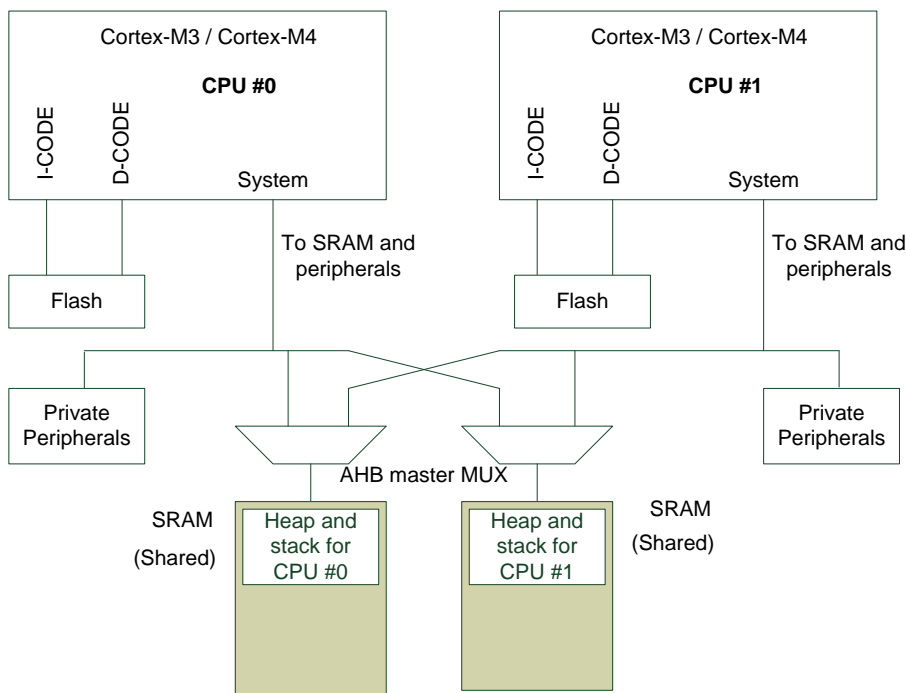 Cortex-M3 / Cortex-M4
CPU #0
I-CODE
D-CODE
System
Cortex-M3 / Cortex-M4
CPU #1
I-CODE
D-CODE
System
To SRAM and
peripherals
To SRAM and
peripherals
Flash
Flash
Private
Peripherals
Private
Peripherals
AHB master MUX
SRAM
(Shared)
Heap and
stack for
CPU #0
Heap and
stack for
CPU #1
SRAM
(Shared)